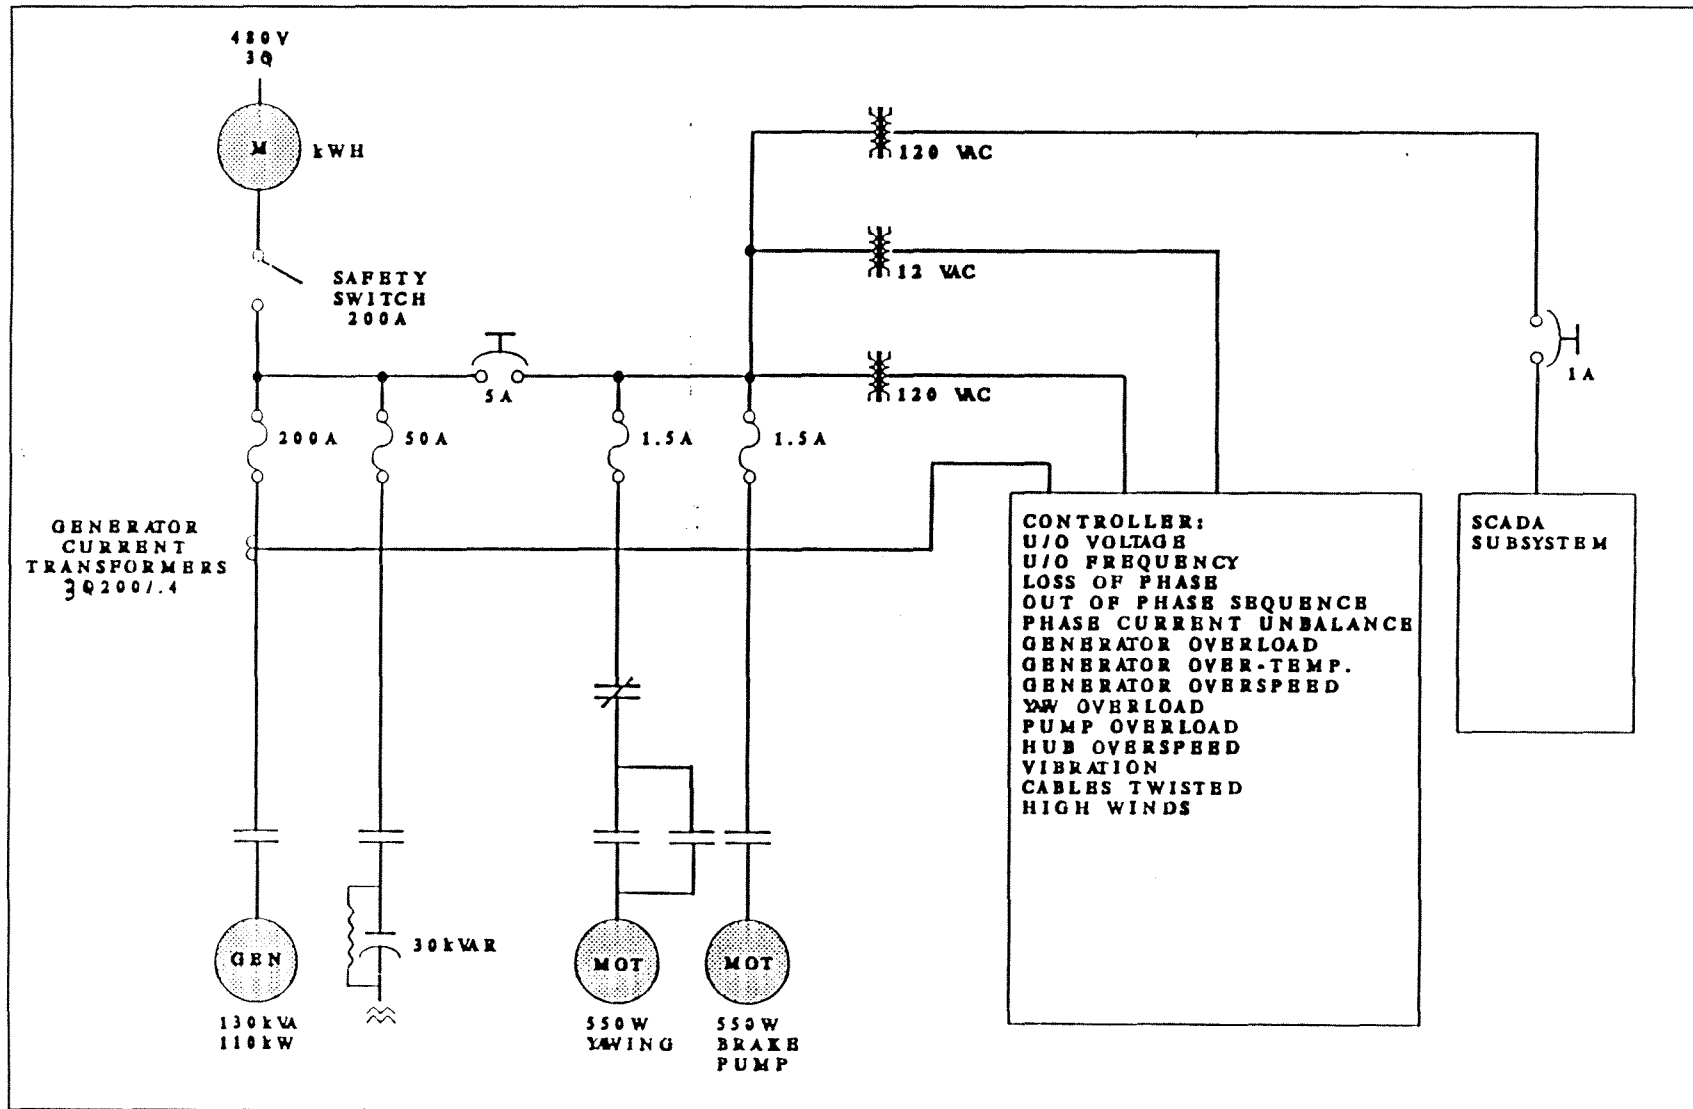 480V
3Q
M
kWH
SAFETY
SWITCH
200A
120 VAC
12 VAC
120 VAC
5A
1A
200A
50A
1.5A
1.5A
GENERATOR
CURRENT
TRANSFORMERS
3Q200/.4
CONTROLLER:
U/O VOLTAGE
U/O FREQUENCY
LOSS OF PHASE
OUT OF PHASE SEQUENCE
PHASE CURRENT UNBALANCE
GENERATOR OVERLOAD
GENERATOR OVER-TEMP.
GENERATOR OVERSPEED
YAW OVERLOAD
PUMP OVERLOAD
HUB OVERSPEED
VIBRATION
CABLES TWISTED
HIGH WINDS
SCADA
SUBSYSTEM
GEN
30kVAR
MOT
MOT
130kVA
110kW
550W
YAWING
550W
BRAKE
PUMP